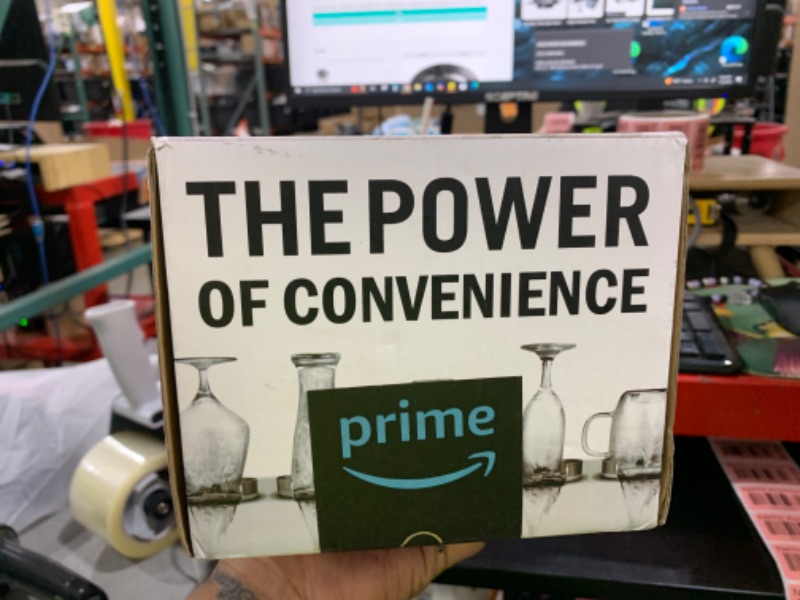 THE POWER
OF CONVENIENCE
prime